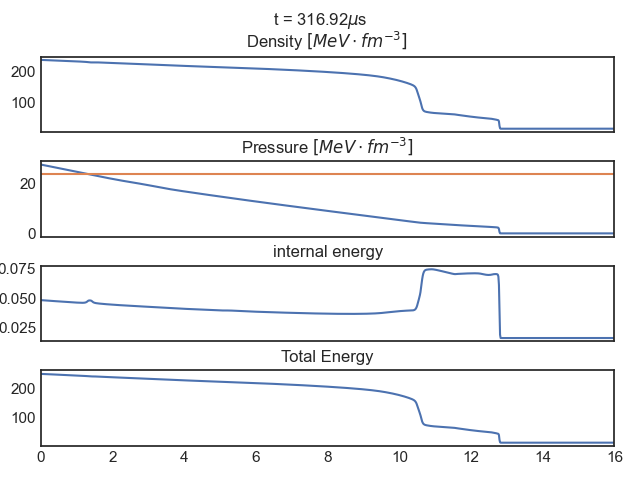 t = 316.92μs
Density [MeV · fm⁻³]
200
100
Pressure [MeV · fm⁻³]
20
0
internal energy
0.075
0.050
0.025
Total Energy
200
100
0 2 4 6 8 10 12 14 16